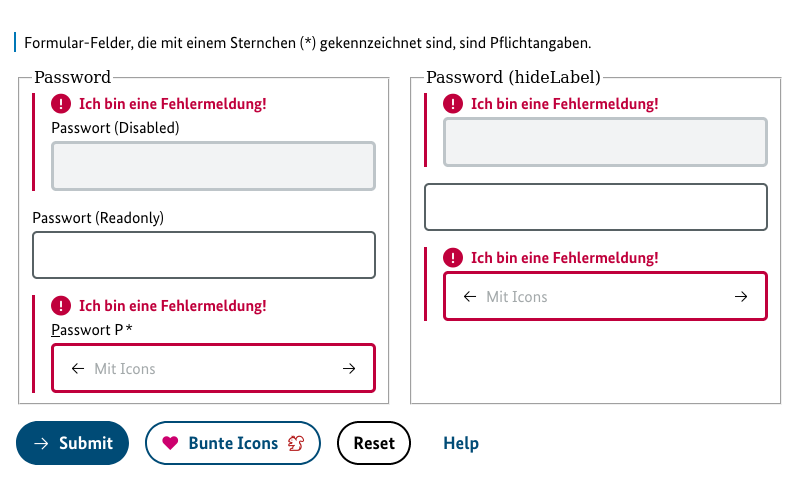 Formular-Felder, die mit einem Sternchen (*) gekennzeichnet sind, sind Pflichtangaben.
Password
Ich bin eine Fehlermeldung!
Passwort (Disabled)
Passwort (Readonly)
Ich bin eine Fehlermeldung!
Passwort P *
Mit Icons
Password (hideLabel)
Ich bin eine Fehlermeldung!
Ich bin eine Fehlermeldung!
Mit Icons
Submit
Bunte Icons
Reset
Help